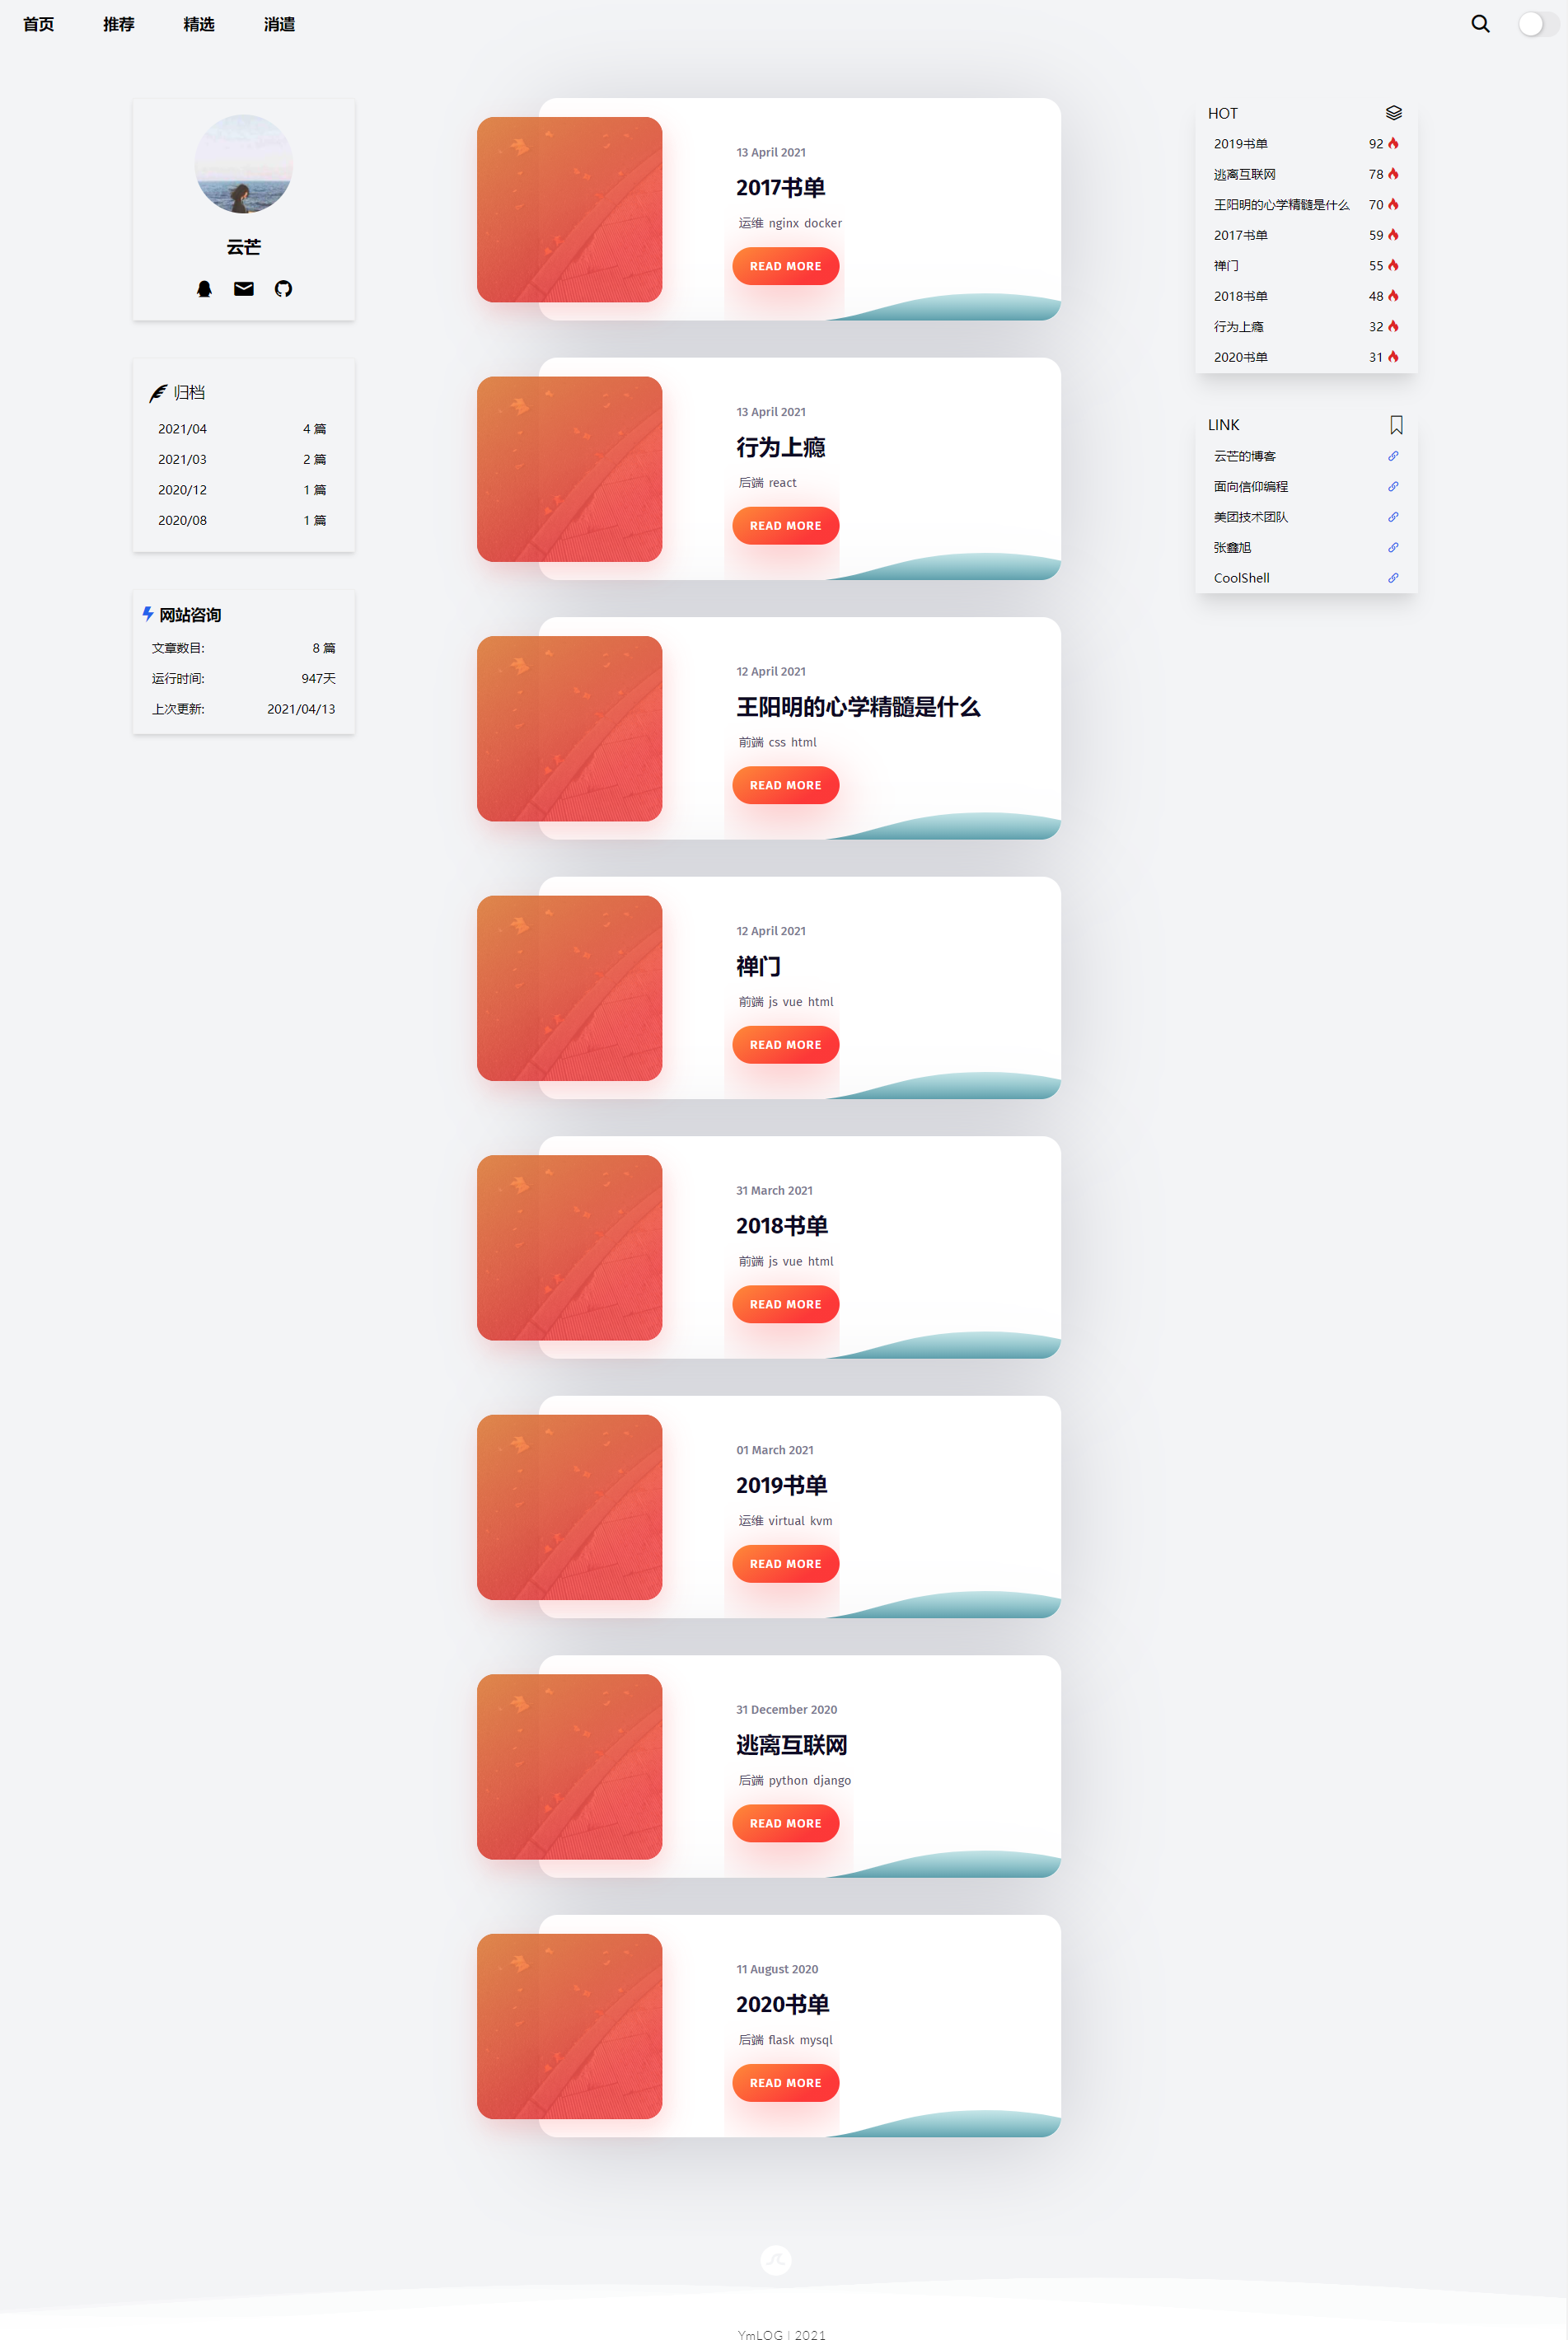 首页 推荐 精选 消遣
云芒
归档
2021/04 4 篇
2021/03 2 篇
2020/12 1 篇
2020/08 1 篇
网站咨询
文章数目: 8 篇
运行时间: 947天
上次更新: 2021/04/13
13 April 2021
2017书单
运维 nginx docker
READ MORE
13 April 2021
行为上瘾
后端 react
READ MORE
12 April 2021
王阳明的心学精髓是什么
前端 css html
READ MORE
12 April 2021
禅门
前端 js vue html
READ MORE
31 March 2021
2018书单
前端 js vue html
READ MORE
01 March 2021
2019书单
运维 virtual kvm
READ MORE
31 December 2020
逃离互联网
后端 python django
READ MORE
11 August 2020
2020书单
后端 flask mysql
READ MORE
HOT
2019书单 92
逃离互联网 78
王阳明的心学精髓是什么 70
2017书单 59
禅门 55
2018书单 48
行为上瘾 32
2020书单 31
LINK
云芒的博客
面向信仰编程
美团技术团队
张鑫旭
CoolShell
YmLOG | 2021